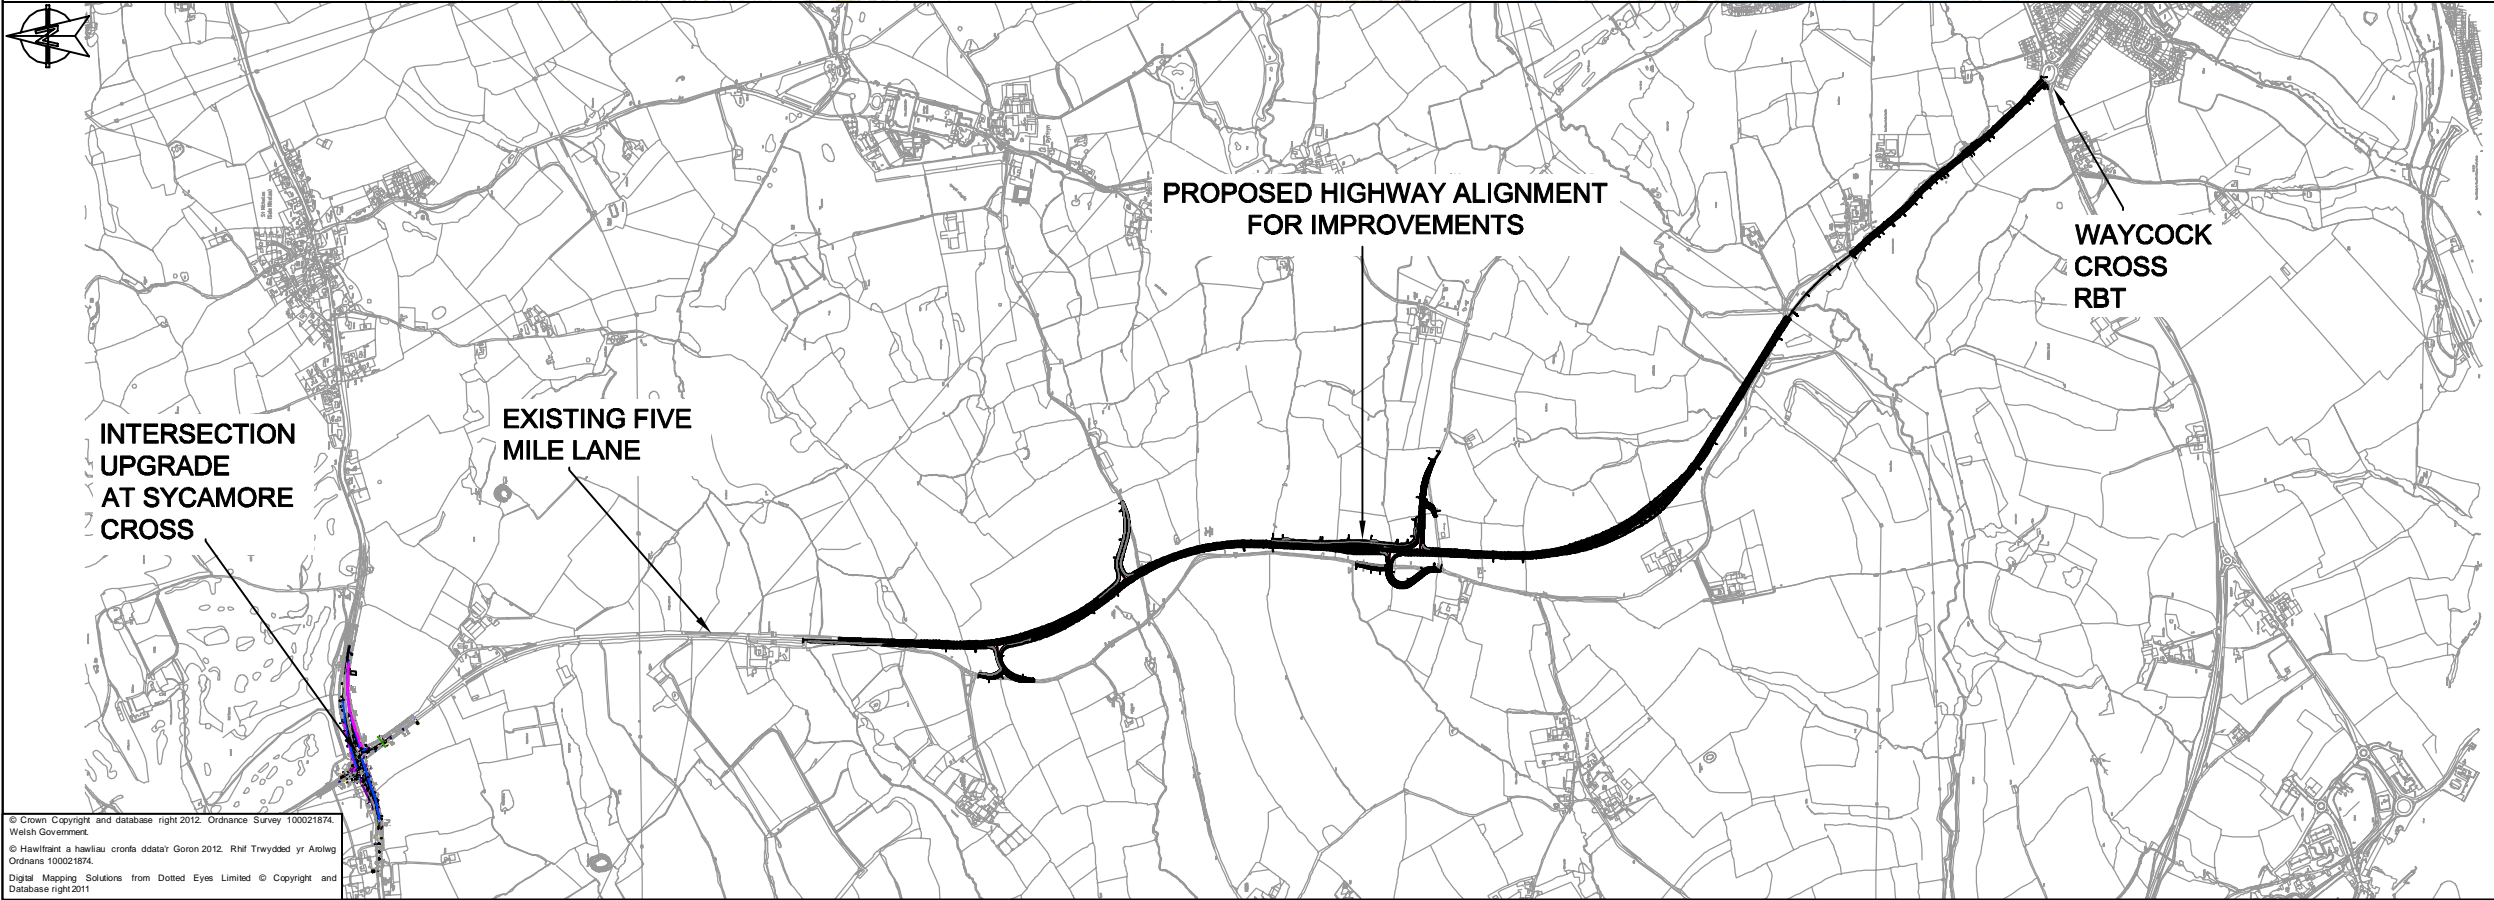 N
PROPOSED HIGHWAY ALIGNMENT
FOR IMPROVEMENTS
WAYCOCK
CROSS
RBT
EXISTING FIVE
MILE LANE
INTERSECTION
UPGRADE
AT SYCAMORE
CROSS
© Crown Copyright and database right 2012. Ordnance Survey 100021874.
Welsh Government.
© Hawlfraint a hawliau cronfa ddata'r Goron 2012. Rhif Trwydded yr Arolwg
Ordnans 100021874.
Digital Mapping Solutions from Dotted Eyes Limited © Copyright and
Database right 2011